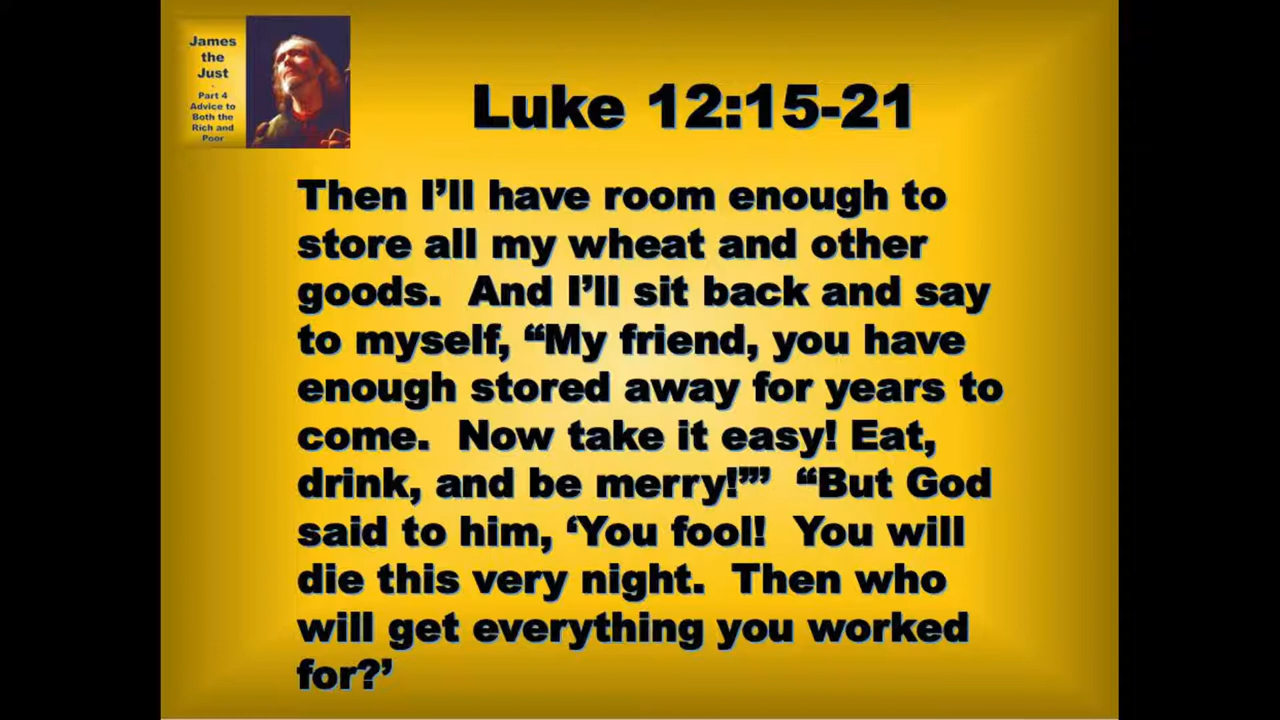 James
the
Just
-
Part 4
Advice to
Both the
Rich and
Poor
Luke 12:15-21
Then I’ll have room enough to
store all my wheat and other
goods.  And I’ll sit back and say
to myself, “My friend, you have
enough stored away for years to
come.  Now take it easy! Eat,
drink, and be merry!”’  “But God
said to him, ‘You fool!  You will
die this very night.  Then who
will get everything you worked
for?’